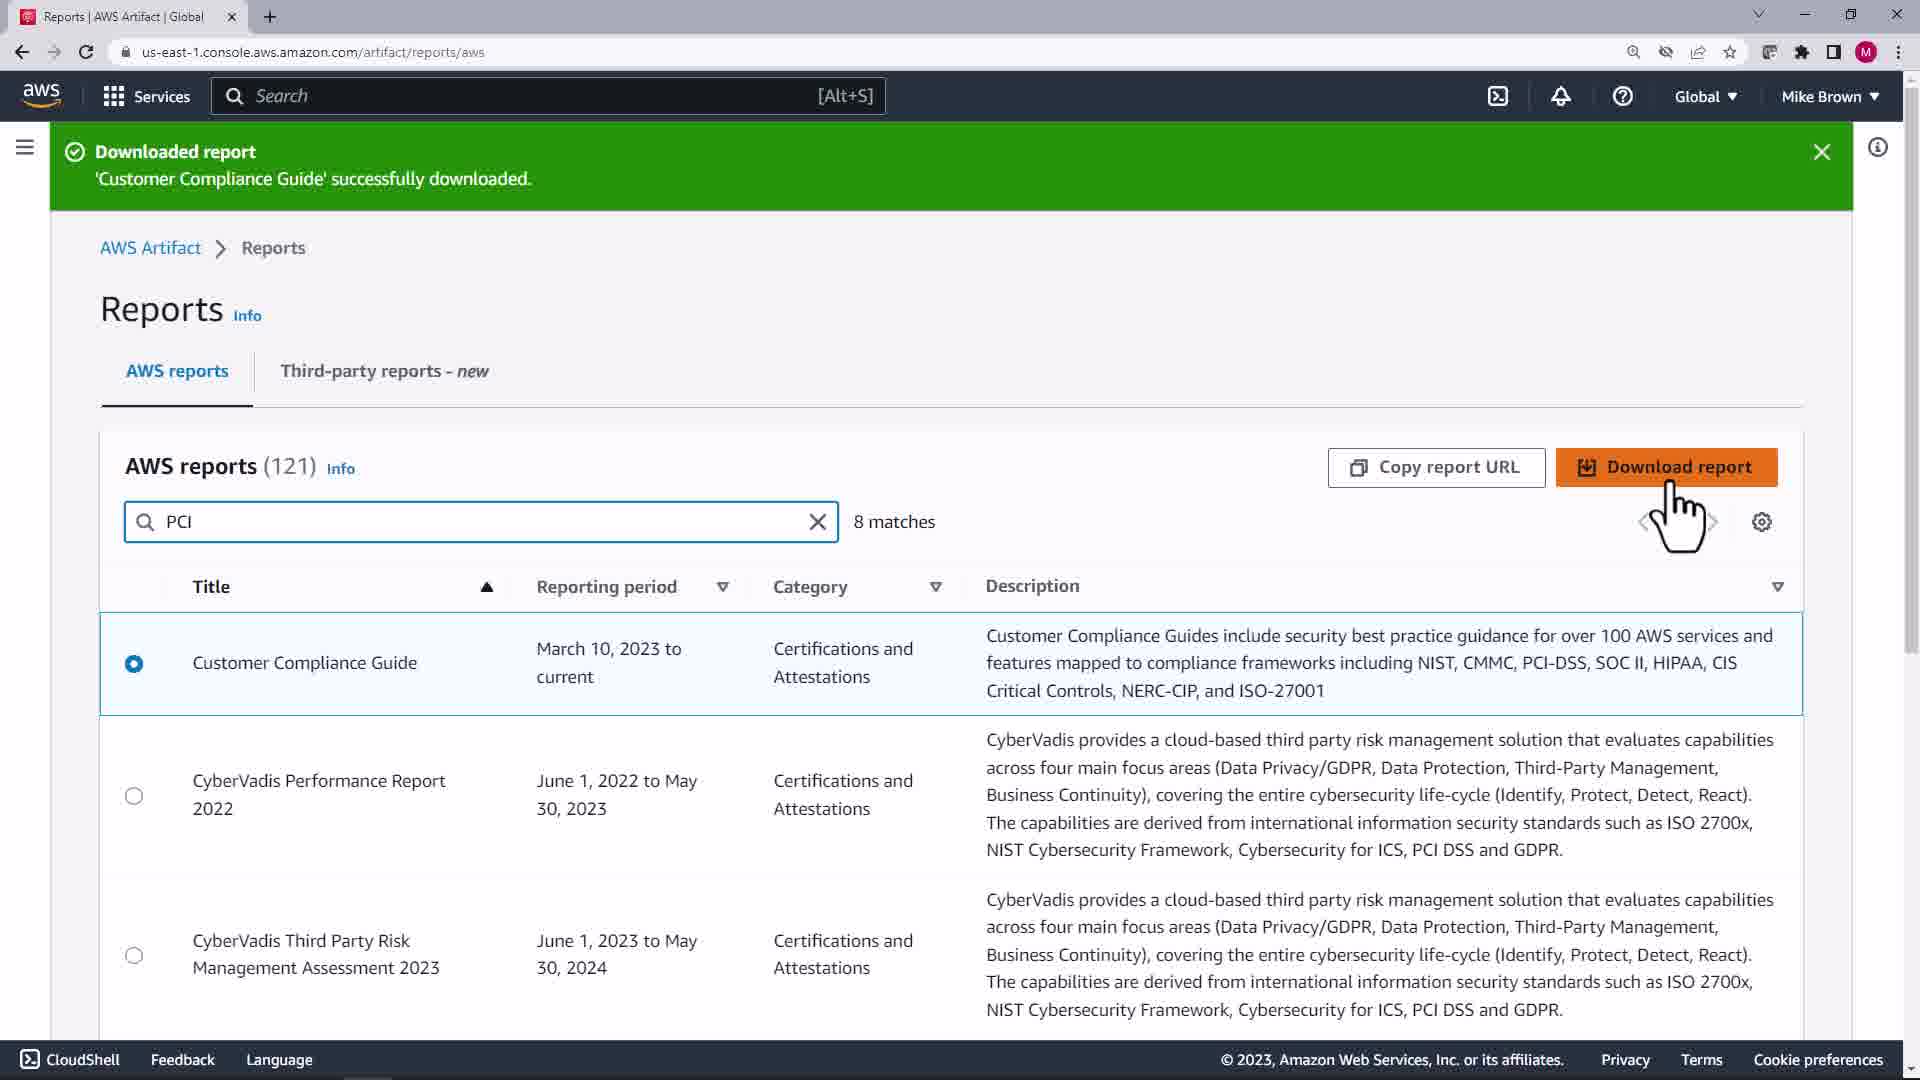 Reports | AWS Artifact | Global
us-east-1.console.aws.amazon.com/artifact/reports/aws
M
aws
Services
Search
[Alt+S]
Global
Mike Brown
Downloaded report
'Customer Compliance Guide' successfully downloaded.
AWS Artifact
Reports
Reports
Info
AWS reports
Third-party reports - new
AWS reports (121) Info
Copy report URL
Download report
PCI
8 matches
Title
Reporting period
Category
Description
Customer Compliance Guide
March 10, 2023 to
current
Certifications and
Attestations
Customer Compliance Guides include security best practice guidance for over 100 AWS services and
features mapped to compliance frameworks including NIST, CMMC, PCI-DSS, SOC II, HIPAA, CIS
Critical Controls, NERC-CIP, and ISO-27001
CyberVadis Performance Report
2022
June 1, 2022 to May
30, 2023
Certifications and
Attestations
CyberVadis provides a cloud-based third party risk management solution that evaluates capabilities
across four main focus areas (Data Privacy/GDPR, Data Protection, Third-Party Management,
Business Continuity), covering the entire cybersecurity life-cycle (Identify, Protect, Detect, React).
The capabilities are derived from international information security standards such as ISO 2700x,
NIST Cybersecurity Framework, Cybersecurity for ICS, PCI DSS and GDPR.
CyberVadis Third Party Risk
Management Assessment 2023
June 1, 2023 to May
30, 2024
Certifications and
Attestations
CyberVadis provides a cloud-based third party risk management solution that evaluates capabilities
across four main focus areas (Data Privacy/GDPR, Data Protection, Third-Party Management,
Business Continuity), covering the entire cybersecurity life-cycle (Identify, Protect, Detect, React).
The capabilities are derived from international information security standards such as ISO 2700x,
NIST Cybersecurity Framework, Cybersecurity for ICS, PCI DSS and GDPR.
CloudShell
Feedback
Language
© 2023, Amazon Web Services, Inc. or its affiliates.
Privacy
Terms
Cookie preferences